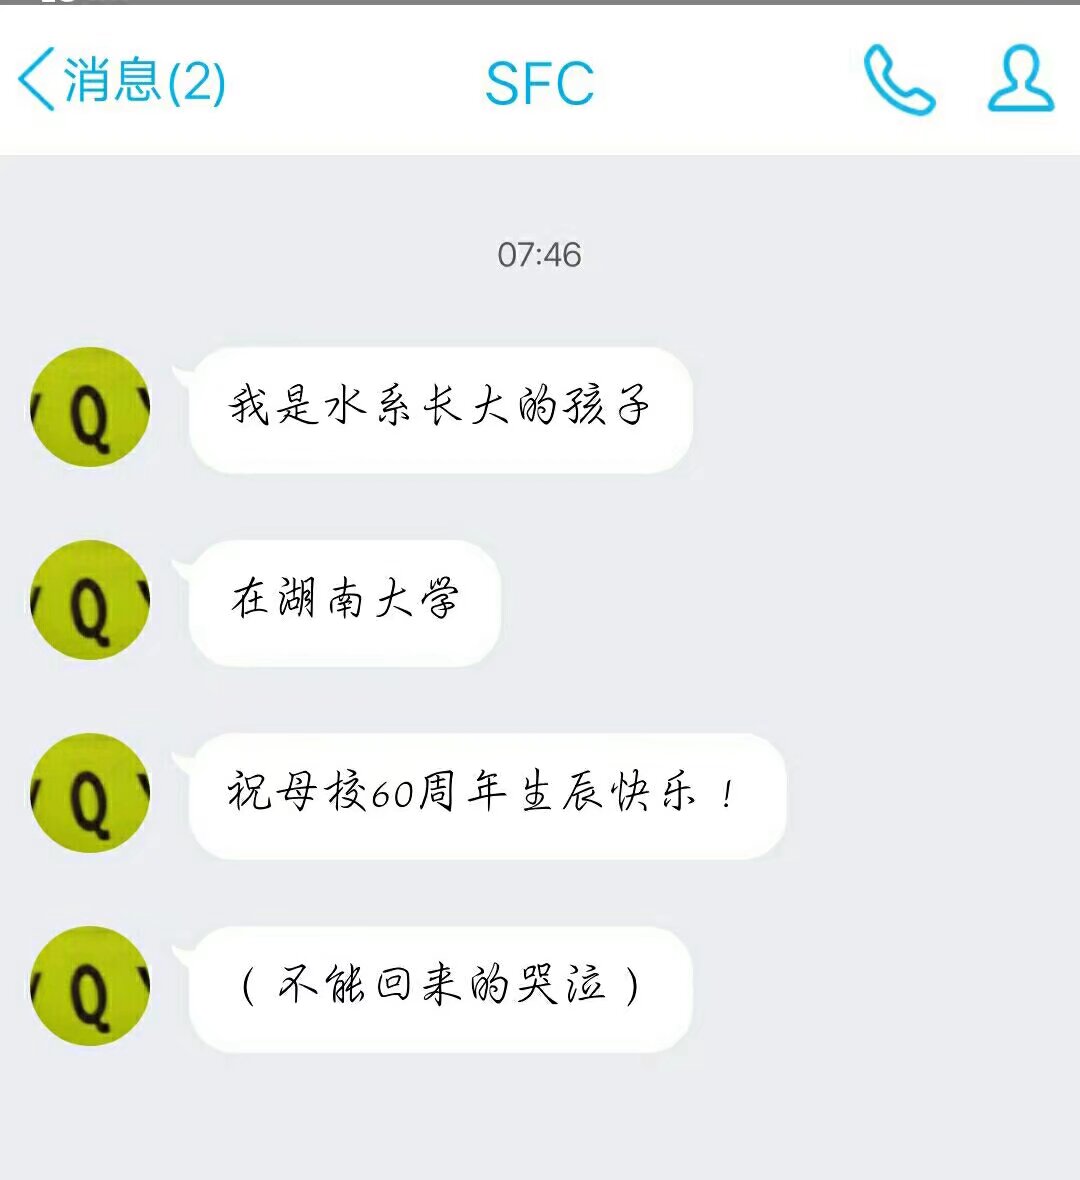 消息(2)
SFC
07:46
Q
我是水系长大的孩子
Q
在湖南大学
Q
祝母校60周年生辰快乐！
Q
（不能回来的哭泣）